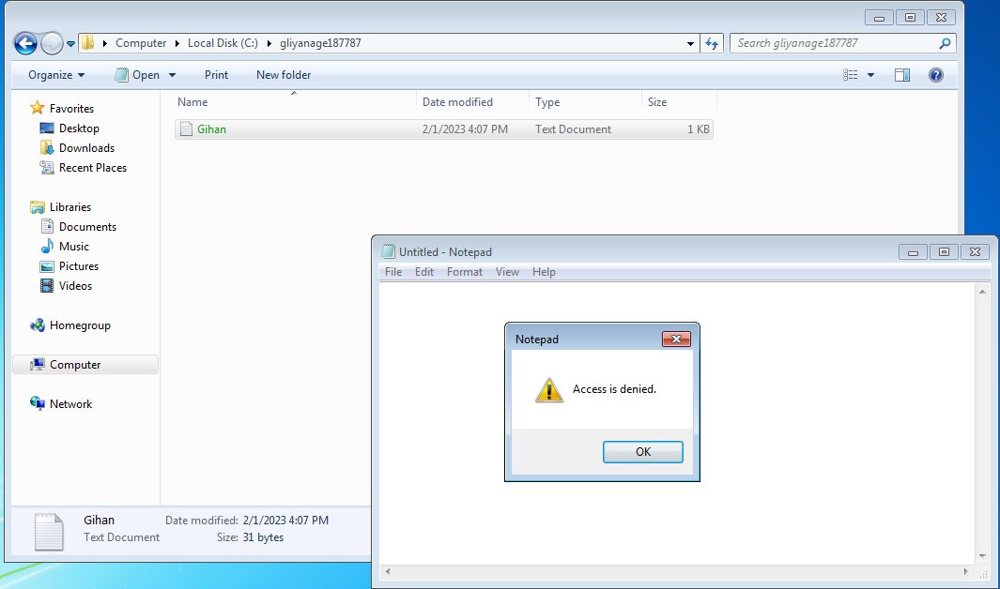 Computer Local Disk (C:) gliyanage187787
Search gliyanage187787
Organize Open Print New folder
Favorites
Desktop
Downloads
Recent Places
Libraries
Documents
Music
Pictures
Videos
Homegroup
Computer
Network
Name Date modified Type Size
Gihan 2/1/2023 4:07 PM Text Document 1 KB
Untitled - Notepad
File Edit Format View Help
Notepad
Access is denied.
OK
Gihan Date modified: 2/1/2023 4:07 PM
Text Document Size: 31 bytes